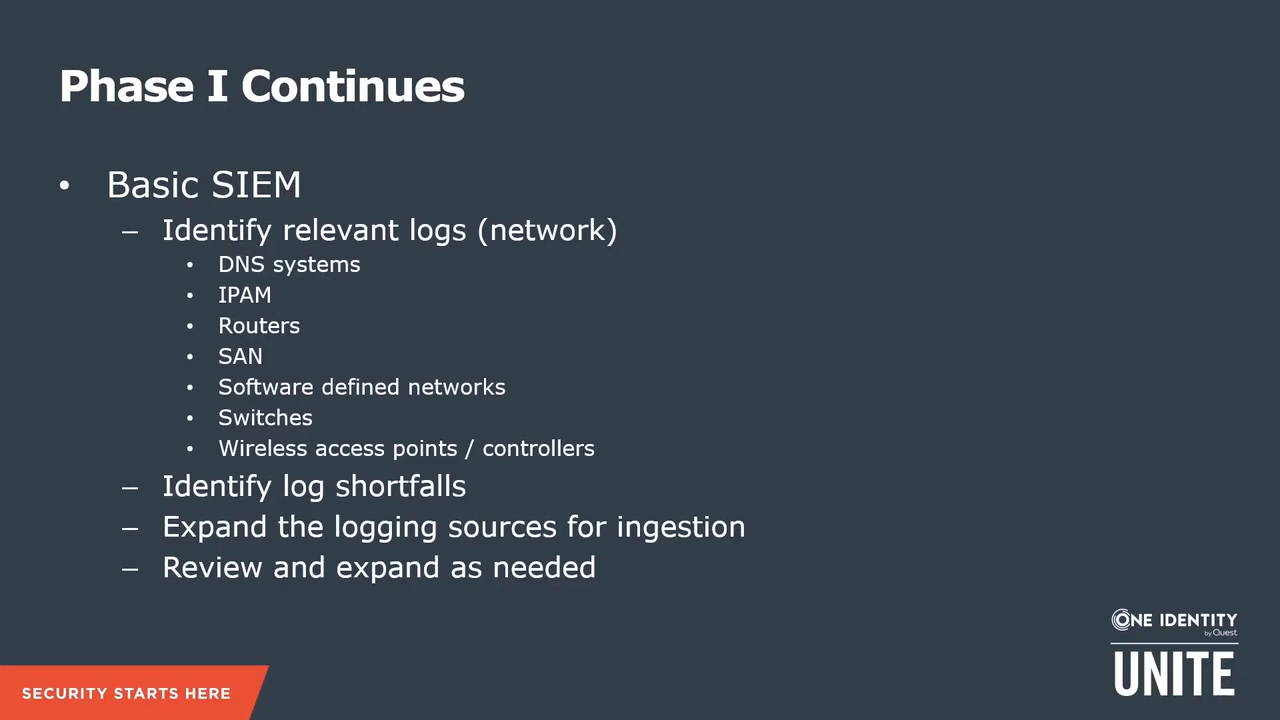 Phase I Continues
• Basic SIEM
– Identify relevant logs (network)
• DNS systems
• IPAM
• Routers
• SAN
• Software defined networks
• Switches
• Wireless access points / controllers
– Identify log shortfalls
– Expand the logging sources for ingestion
– Review and expand as needed
ONE IDENTITY
by Quest
UNITE
SECURITY STARTS HERE